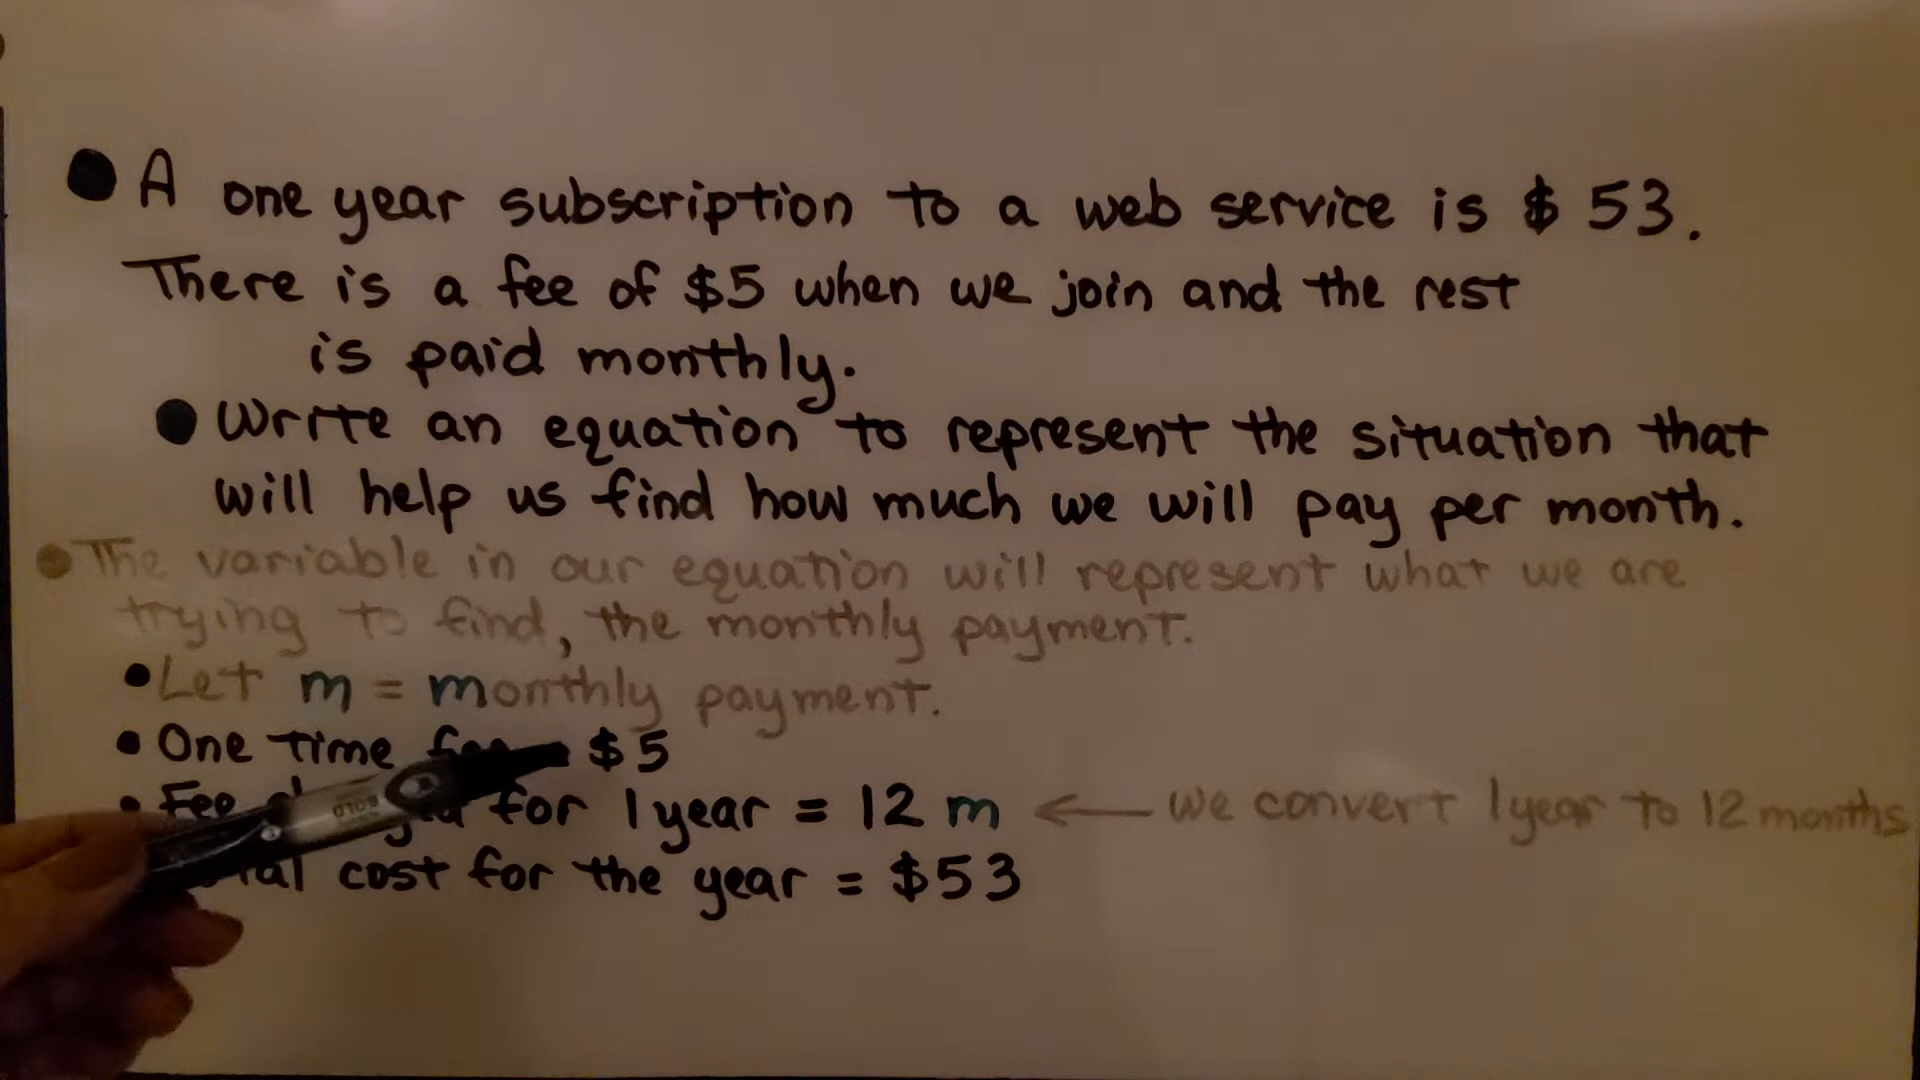 ● A one year subscription to a web service is $53.
There is a fee of $5 when we join and the rest
is paid monthly.
● Write an equation to represent the situation that
will help us find how much we will pay per month.
● The variable in our equation will represent what we are
trying to find, the monthly payment.
• Let m = monthly payment.
• One time $5
• Fee for 1 year = 12 m ← we convert 1 year to 12 months
cost for the year = $53
BOLD